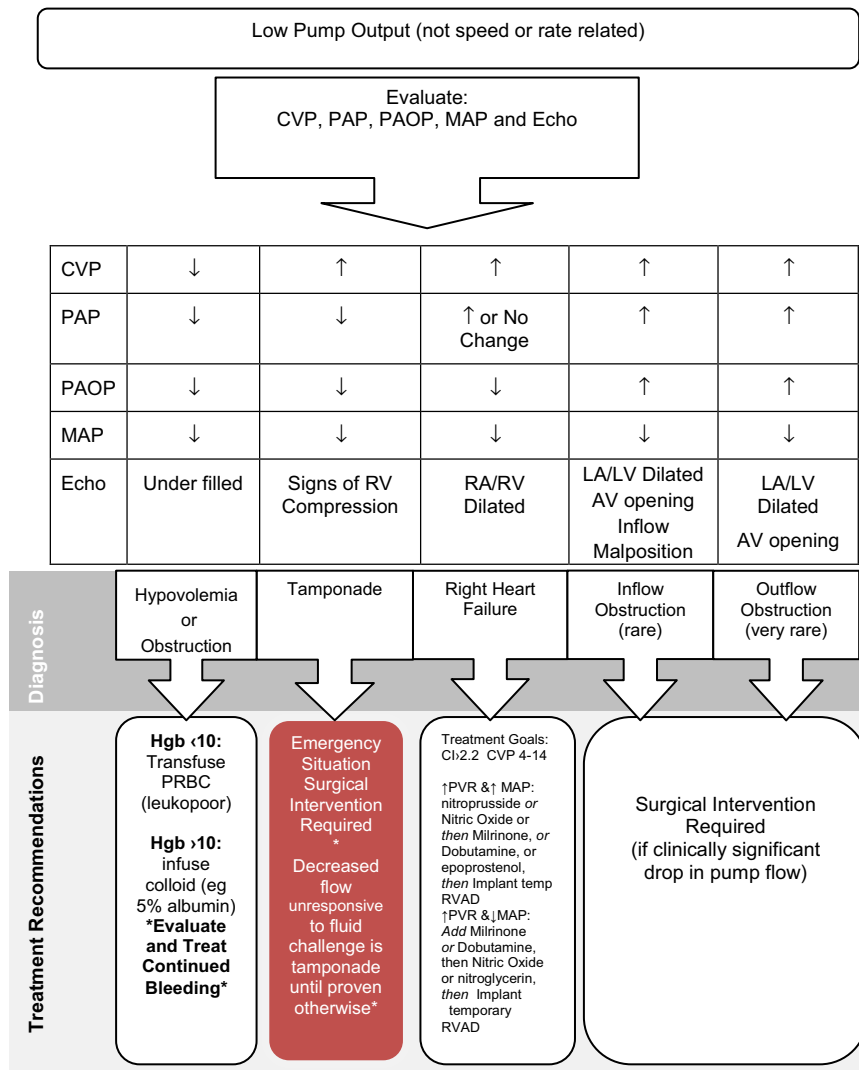 Low Pump Output (not speed or rate related)
Evaluate:
CVP, PAP, PAOP, MAP and Echo
CVP ↓ ↑ ↑ ↑ ↑
PAP ↓ ↓ ↑ or No Change ↑ ↑
PAOP ↓ ↓ ↓ ↑ ↑
MAP ↓ ↓ ↓ ↓ ↓
Echo
Under filled
Signs of RV
Compression
RA/RV
Dilated
LA/LV Dilated
AV opening
Inflow
Malposition
LA/LV
Dilated
AV opening
Diagnosis
Hypovolemia
or
Obstruction
Tamponade
Right Heart
Failure
Inflow
Obstruction
(rare)
Outflow
Obstruction
(very rare)
Treatment Recommendations
Hgb ‹10:
Transfuse
PRBC
(leukopoor)
Hgb ›10:
infuse
colloid (eg
5% albumin)
*Evaluate
and Treat
Continued
Bleeding*
Emergency
Situation
Surgical
Intervention
Required
*
Decreased
flow
unresponsive
to fluid
challenge is
tamponade
until proven
otherwise*
Treatment Goals:
CI›2.2 CVP 4-14
↑PVR &↑ MAP:
nitroprusside or
Nitric Oxide or
then Milrinone, or
Dobutamine, or
epoprostenol,
then Implant temp
RVAD
↑PVR &↓MAP:
Add Milrinone
or Dobutamine,
then Nitric Oxide
or nitroglycerin,
then Implant
temporary
RVAD
Surgical Intervention
Required
(if clinically significant
drop in pump flow)